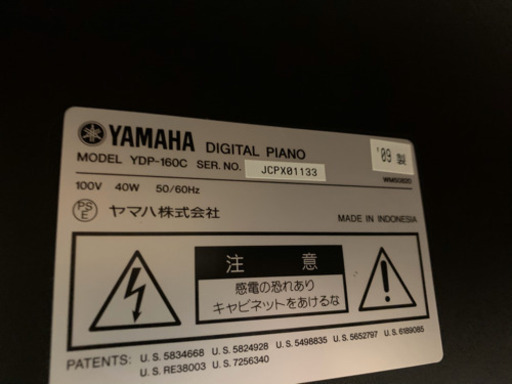 YAMAHA DIGITAL PIANO
MODEL YDP-160C SER. NO. JCPX01133
'09 製
100V 40W 50/60Hz
PSE ヤマハ株式会社
MADE IN INDONESIA
注 意
感電の恐れあり
キャビネットをあけるな
PATENTS: U. S. 5834668 U. S. 5824928 U. S. 5498835 U. S. 5652797 U. S. 6189085
U. S. RE38003 U. S. 7256340